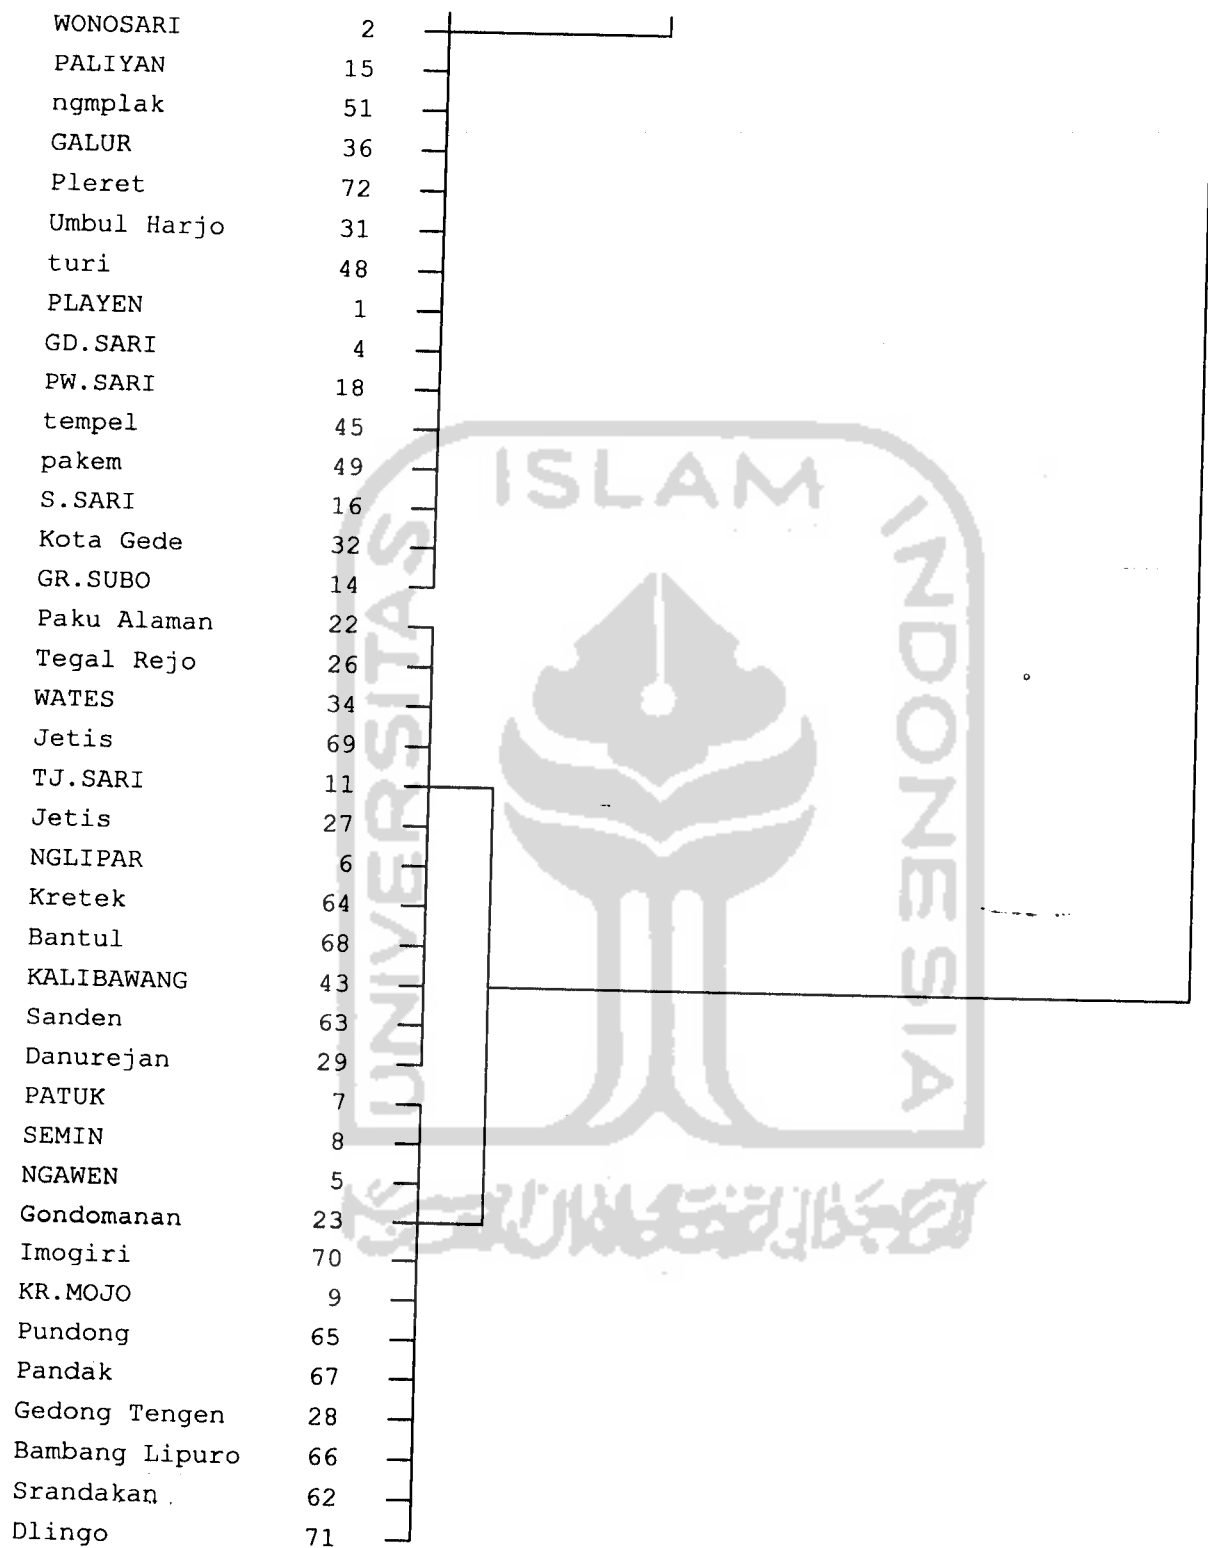 WONOSARI 2
PALIYAN 15
ngmplak 51
GALUR 36
Pleret 72
Umbul Harjo 31
turi 48
PLAYEN 1
GD.SARI 4
PW.SARI 18
tempel 45
pakem 49
S.SARI 16
Kota Gede 32
GR.SUBO 14
Paku Alaman 22
Tegal Rejo 26
WATES 34
Jetis 69
TJ.SARI 11
Jetis 27
NGLIPAR 6
Kretek 64
Bantul 68
KALIBAWANG 43
Sanden 63
Danurejan 29
PATUK 7
SEMIN 8
NGAWEN 5
Gondomanan 23
Imogiri 70
KR.MOJO 9
Pundong 65
Pandak 67
Gedong Tengen 28
Bambang Lipuro 66
Srandakan 62
Dlingo 71
UNIVERSITAS
ISLAM
INDONESIA